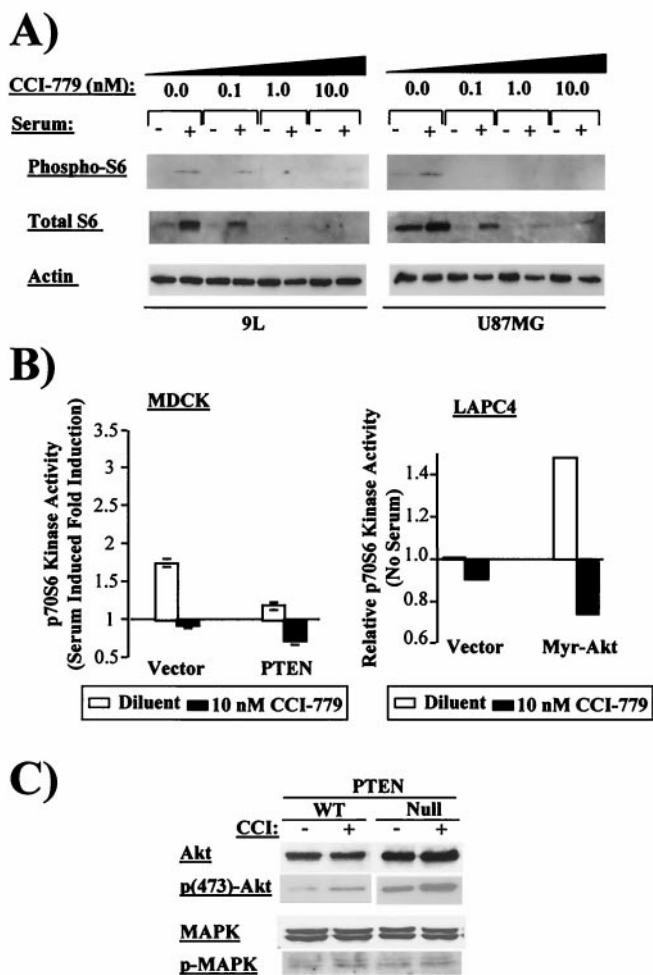 A)
CCI-779 (nM): 0.0 0.1 1.0 10.0 0.0 0.1 1.0 10.0
Serum: - + - + - + - + - + - + - + - +
Phospho-S6
Total S6
Actin
9L U87MG
B)
MDCK
p70S6 Kinase Activity
(Serum Induced Fold Induction)
3.5
3
2.5
2
1.5
1
0.5
Vector PTEN
Diluent 10 nM CCI-779
LAPC4
Relative p70S6 Kinase Activity
(No Serum)
1.4
1.2
1.0
0.8
0.6
Vector Myr-Akt
Diluent 10 nM CCI-779
C)
PTEN
WT Null
CCI: - + - +
Akt
p(473)-Akt
MAPK
p-MAPK